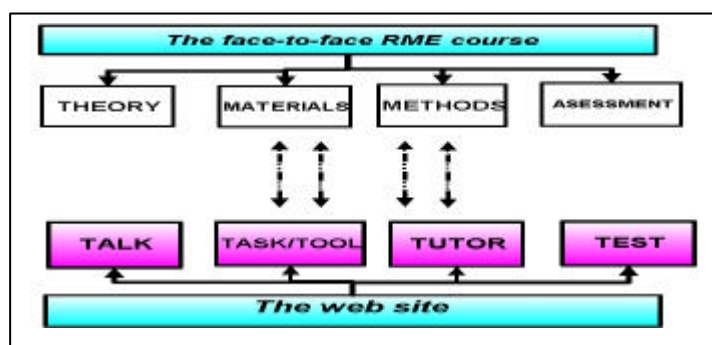 The face-to-face RME course
THEORY MATERIALS METHODS ASESSMENT
TALK TASK/TOOL TUTOR TEST
The web site